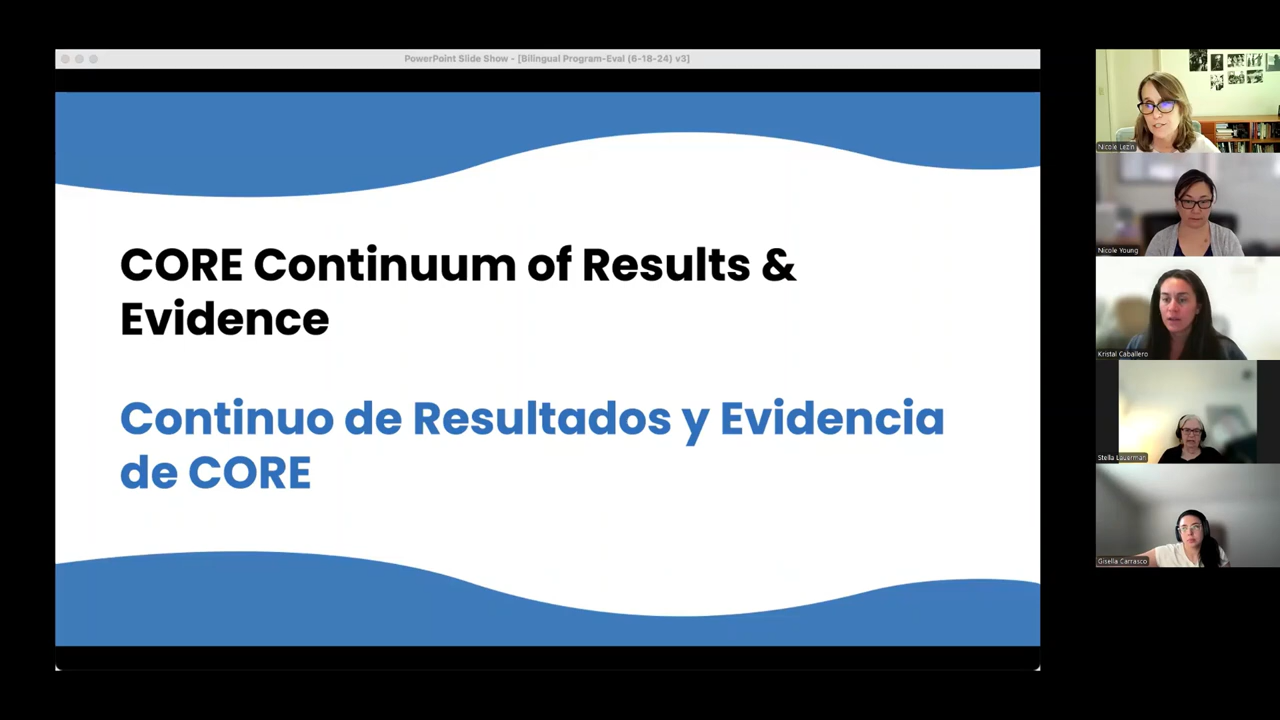 PowerPoint Slide Show - [Bilingual Program-Eval (6-18-24) v3]
CORE Continuum of Results &
Evidence
Continuo de Resultados y Evidencia
de CORE
Nicole Lezin
Nicole Young
Kristal Caballero
Stella Lauerman
Gisella Carrasco